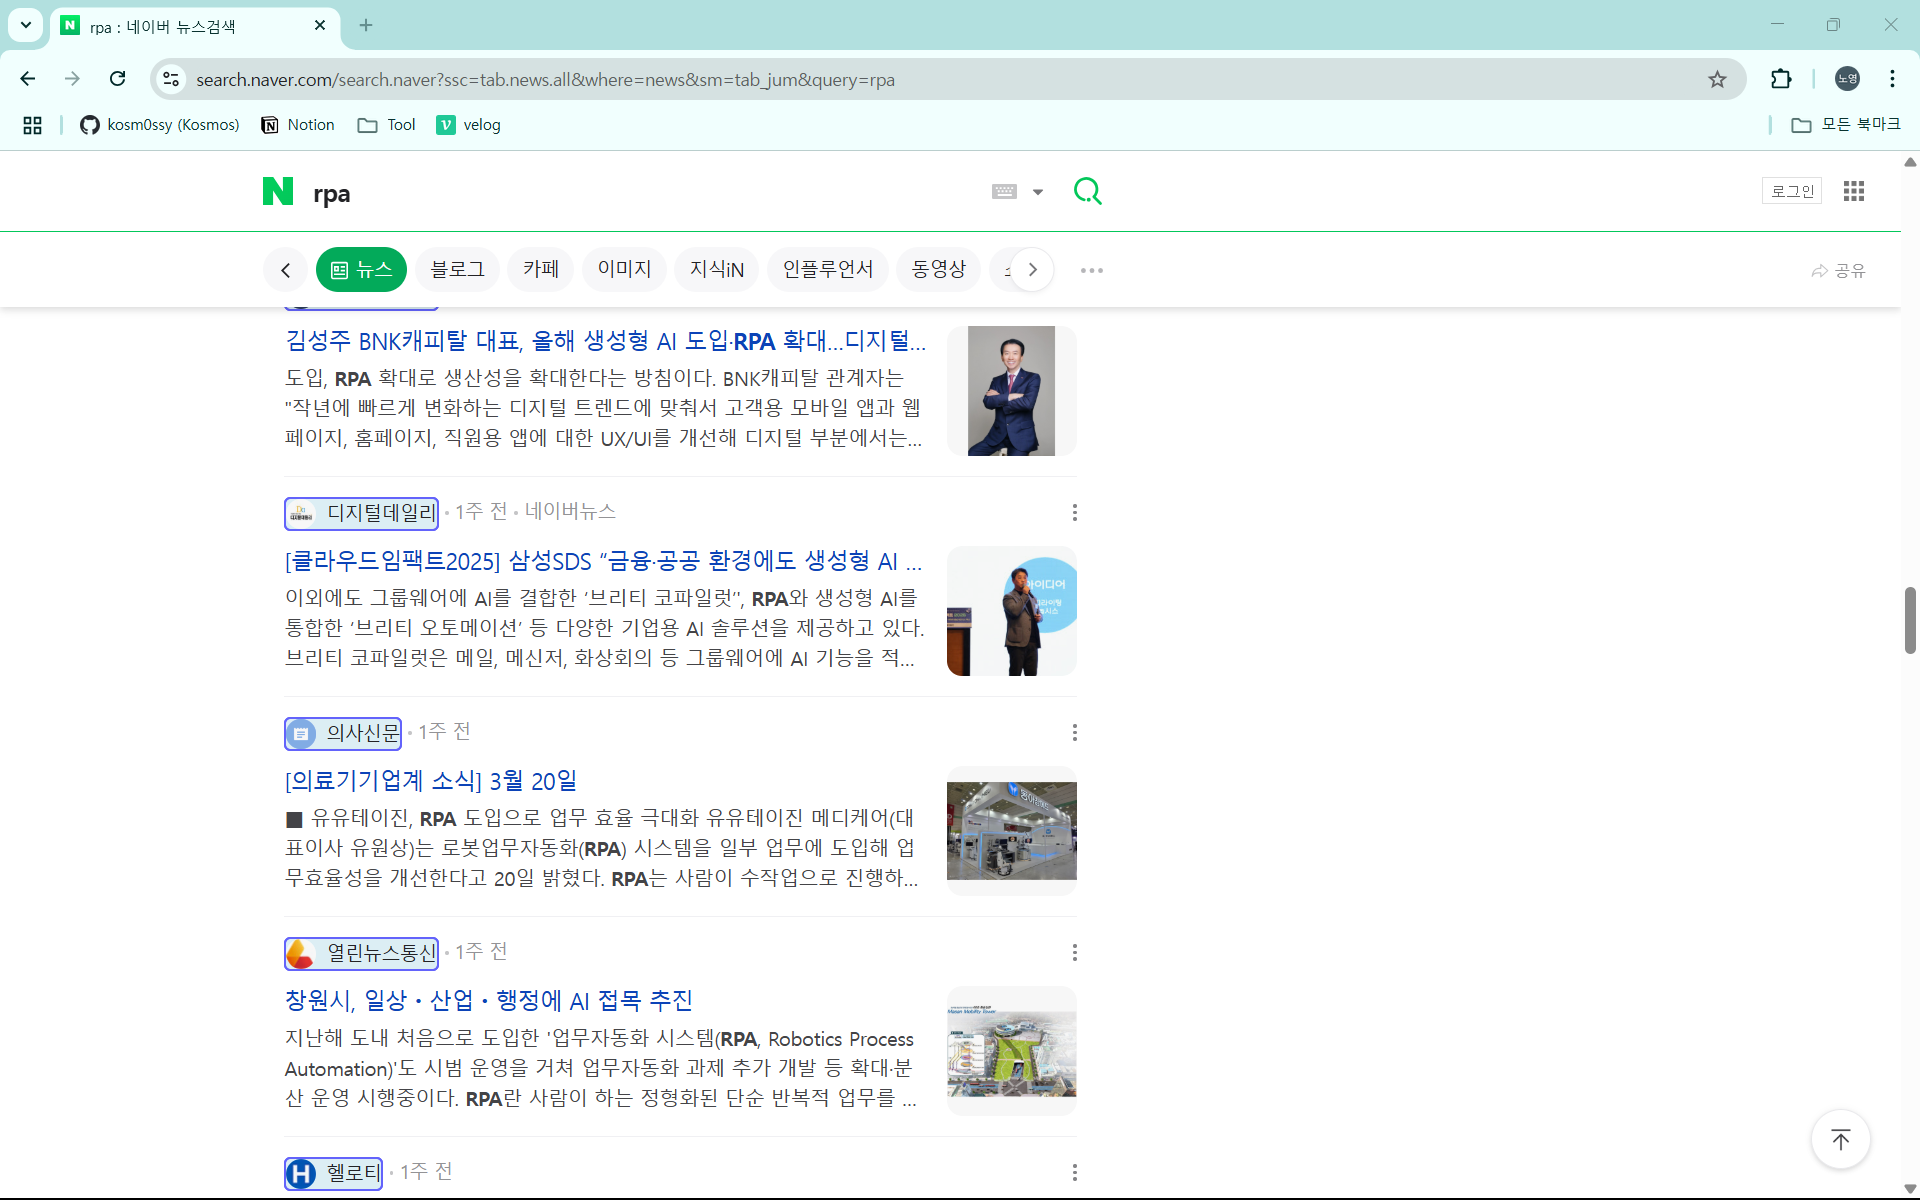 rpa : 네이버 뉴스검색
search.naver.com/search.naver?ssc=tab.news.all&where=news&sm=tab_jum&query=rpa
노영
kosm0ssy (Kosmos) Notion Tool velog 모든 북마크
rpa
로그인
뉴스 블로그 카페 이미지 지식iN 인플루언서 동영상
공유
김성주 BNK캐피탈 대표, 올해 생성형 AI 도입·RPA 확대...디지털...
도입, RPA 확대로 생산성을 확대한다는 방침이다. BNK캐피탈 관계자는
"작년에 빠르게 변화하는 디지털 트렌드에 맞춰서 고객용 모바일 앱과 웹
페이지, 홈페이지, 직원용 앱에 대한 UX/UI를 개선해 디지털 부분에서는...
디지털데일리 • 1주 전 • 네이버뉴스
[클라우드임팩트2025] 삼성SDS “금융·공공 환경에도 생성형 AI ...
이외에도 그룹웨어에 AI를 결합한 ‘브리티 코파일럿’', RPA와 생성형 AI를
통합한 ‘브리티 오토메이션’ 등 다양한 기업용 AI 솔루션을 제공하고 있다.
브리티 코파일럿은 메일, 메신저, 화상회의 등 그룹웨어에 AI 기능을 적...
의사신문 • 1주 전
[의료기기업계 소식] 3월 20일
■ 유유테이진, RPA 도입으로 업무 효율 극대화 유유테이진 메디케어(대
표이사 유원상)는 로봇업무자동화(RPA) 시스템을 일부 업무에 도입해 업
무효율성을 개선한다고 20일 밝혔다. RPA는 사람이 수작업으로 진행하...
열린뉴스통신 • 1주 전
창원시, 일상・산업・행정에 AI 접목 추진
지난해 도내 처음으로 도입한 '업무자동화 시스템(RPA, Robotics Process
Automation)'도 시범 운영을 거쳐 업무자동화 과제 추가 개발 등 확대·분
산 운영 시행중이다. RPA란 사람이 하는 정형화된 단순 반복적 업무를 ...
헬로티 • 1주 전